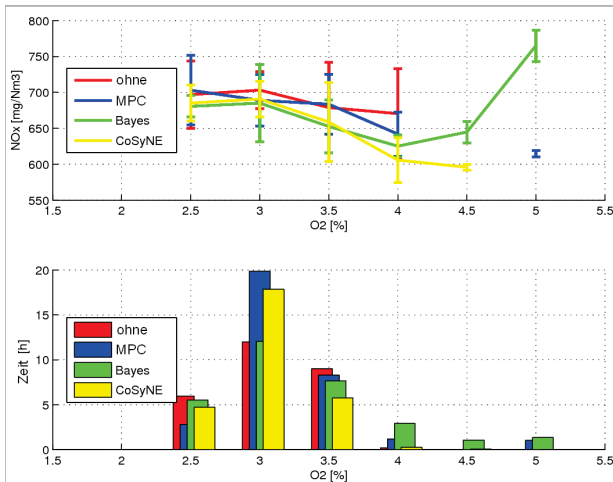 800
750
700
650
600
550
NOx [mg/Nm3]
ohne
MPC
Bayes
CoSyNE
1.5 2 2.5 3 3.5 4 4.5 5 5.5
O2 [%]
20
15
10
5
0
Zeit [h]
ohne
MPC
Bayes
CoSyNE
1.5 2 2.5 3 3.5 4 4.5 5 5.5
O2 [%]